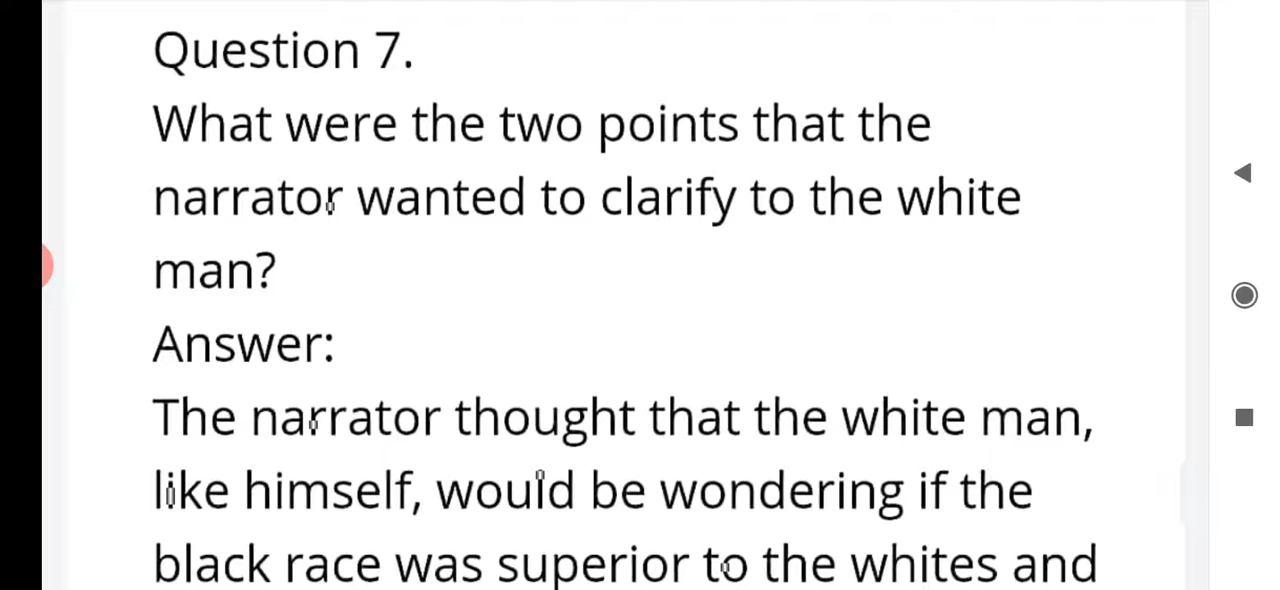 Question 7.
What were the two points that the
narrator wanted to clarify to the white
man?
Answer:
The narrator thought that the white man,
like himself, would be wondering if the
black race was superior to the whites and